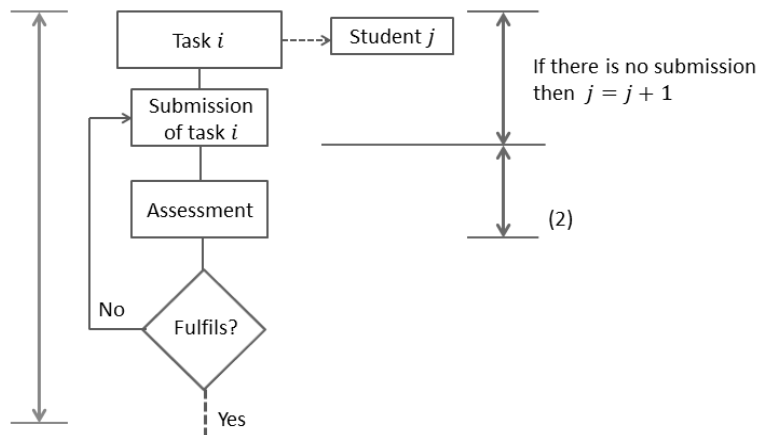 Task i
Student j
If there is no submission
then j = j + 1
Submission
of task i
Assessment
(2)
No
Fulfils?
Yes